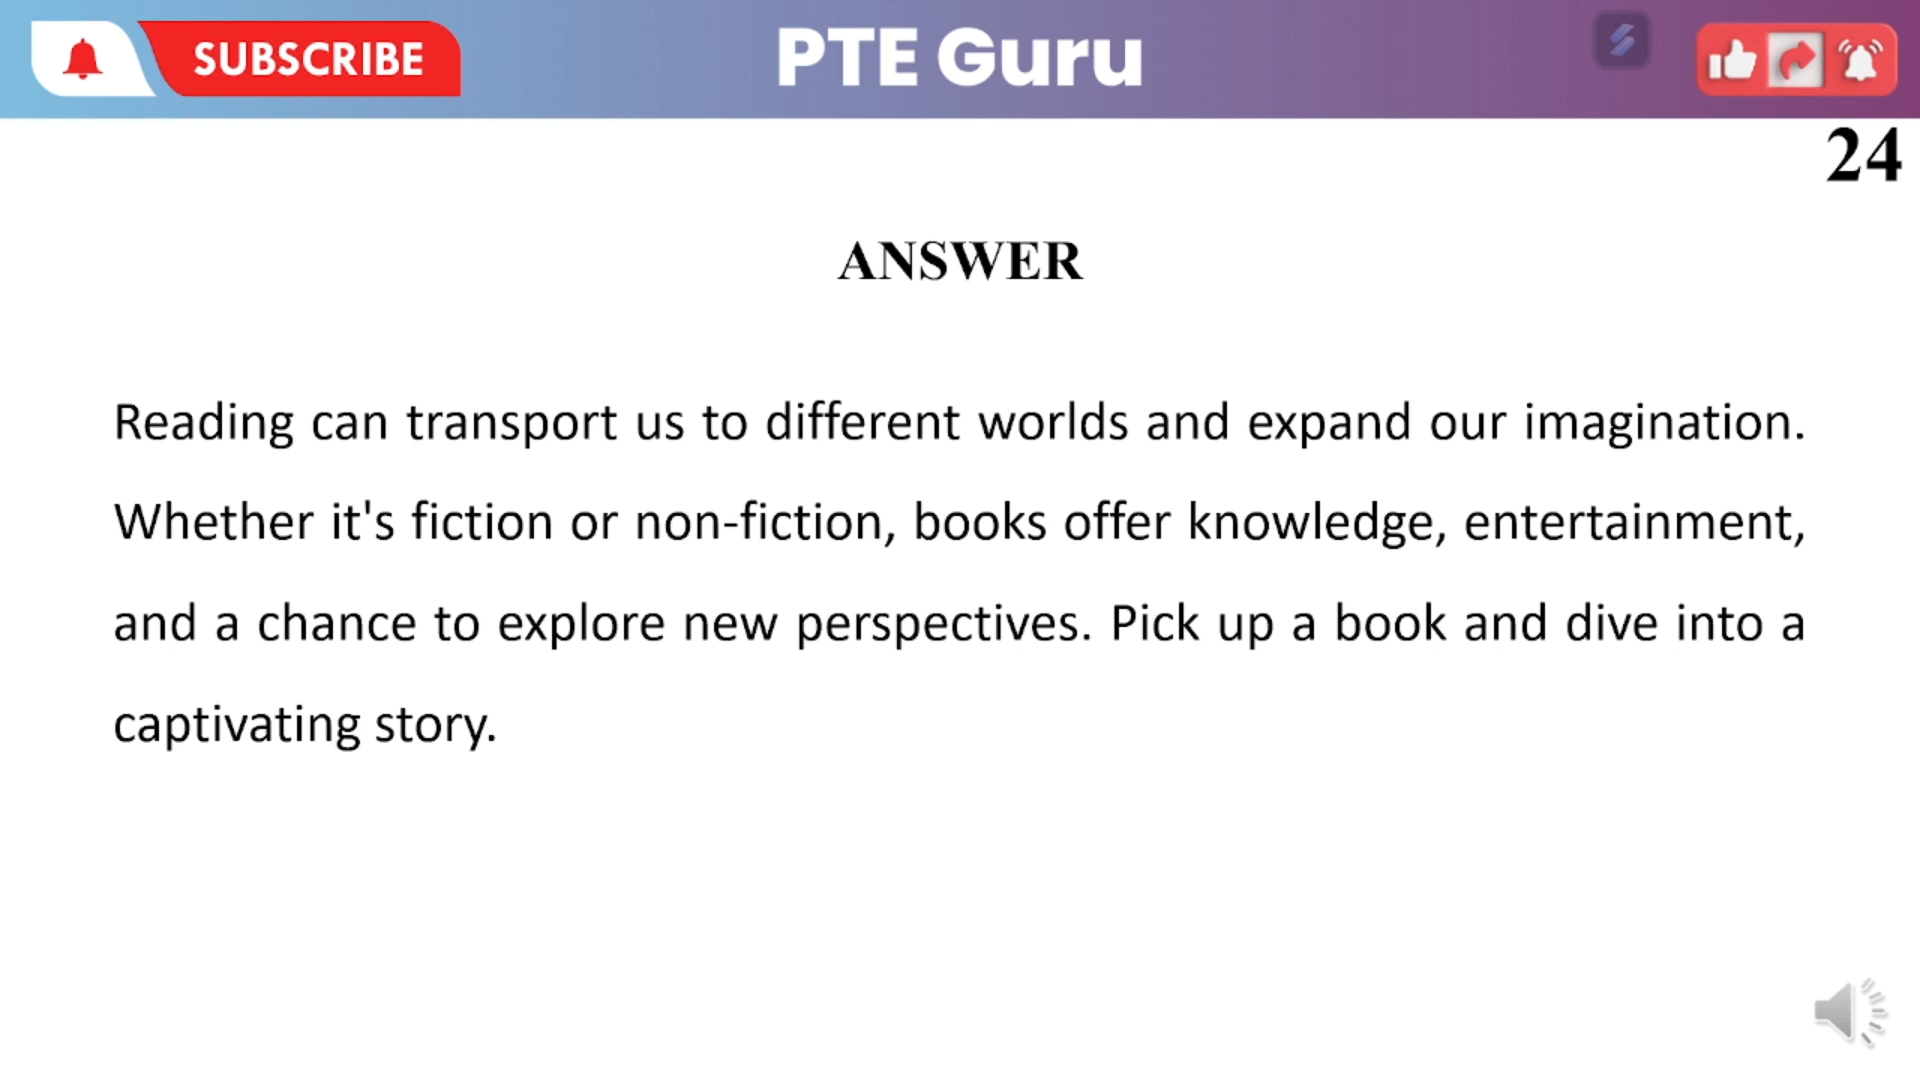 SUBSCRIBE
PTE Guru
24
ANSWER
Reading can transport us to different worlds and expand our imagination.
Whether it's fiction or non-fiction, books offer knowledge, entertainment,
and a chance to explore new perspectives. Pick up a book and dive into a
captivating story.